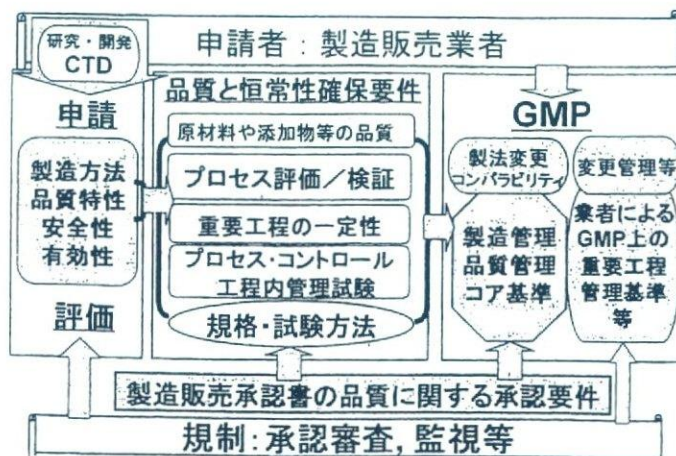 申請者：製造販売業者
研究・開発
CTD
申請
製造方法
品質特性
安全性
有効性
評価
品質と恒常性確保要件
原材料や添加物等の品質
プロセス評価／検証
重要工程の一定性
プロセス・コントロール
工程内管理試験
規格・試験方法
GMP
製法変更
コンパラビリティ
製造管理
品質管理
コア基準
変更管理等
業者による
GMP上の
重要工程
管理基準
等
製造販売承認書の品質に関する承認要件
規制：承認審査，監視等